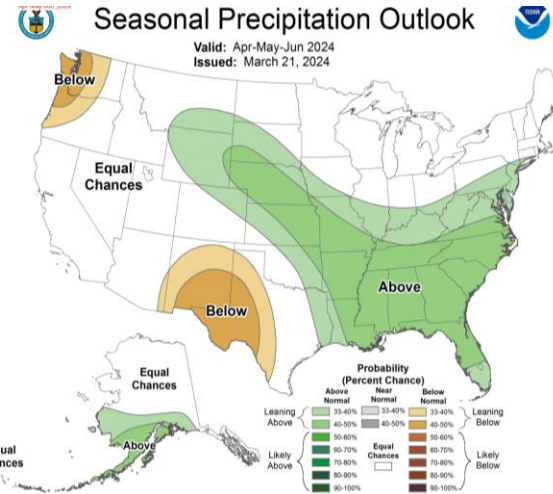 Seasonal Precipitation Outlook
Valid: Apr-May-Jun 2024
Issued: March 21, 2024
NOAA
Below
Equal
Chances
Below
Above
Equal
Chances
Above
Probability
(Percent Chance)
Above
Normal
Near
Normal
Below
Normal
Leaning
Above
33-40%
33-40%
33-40%
Leaning
Below
40-50%
40-50%
40-50%
Likely
Above
50-60%
60-70%
70-80%
80-90%
90-100%
Equal
Chances
50-60%
60-70%
70-80%
80-90%
90-100%
Likely
Below